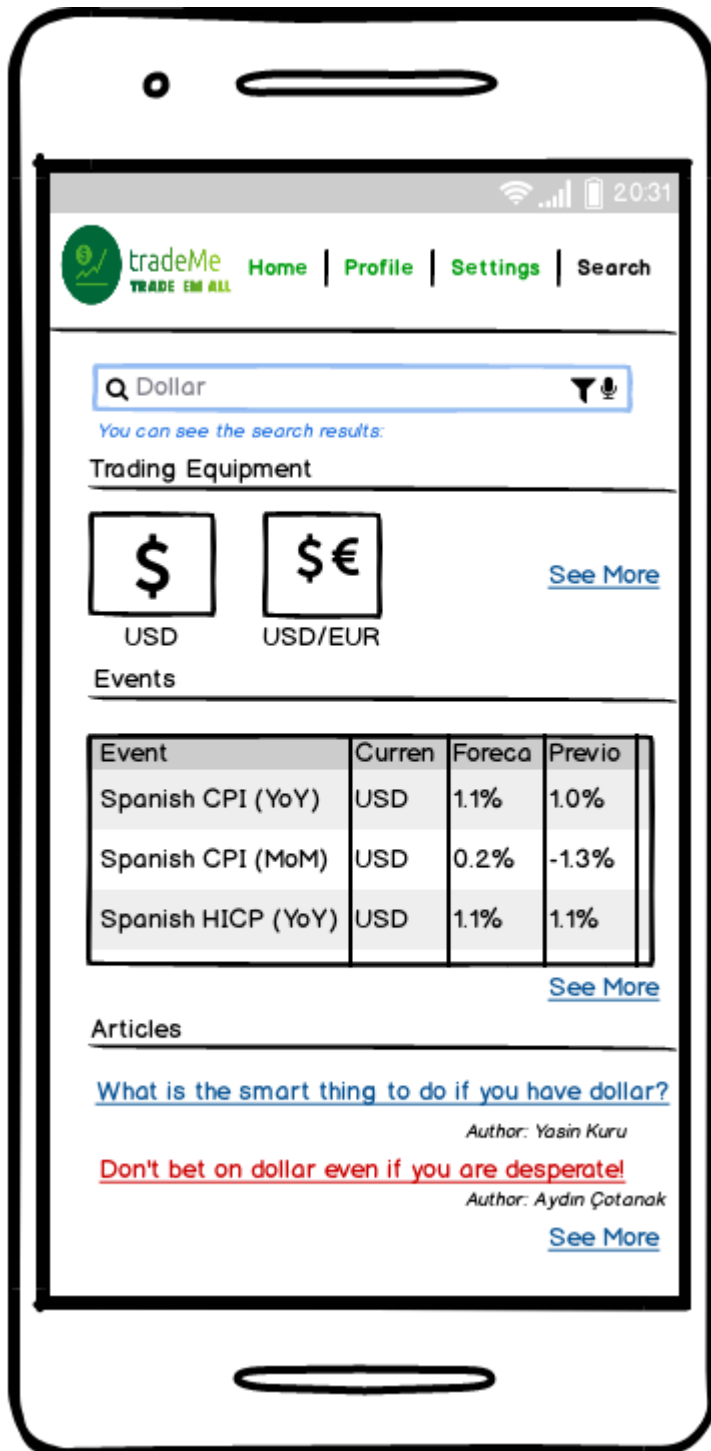 20:31
tradeMe
TRADE EM ALL
Home | Profile | Settings | Search
Dollar
You can see the search results:
Trading Equipment
$ $€
See More
USD USD/EUR
Events
Event Curren Foreca Previo
Spanish CPI (YoY) USD 1.1% 1.0%
Spanish CPI (MoM) USD 0.2% -1.3%
Spanish HICP (YoY) USD 1.1% 1.1%
See More
Articles
What is the smart thing to do if you have dollar?
Author: Yasin Kuru
Don't bet on dollar even if you are desperate!
Author: Aydın Çotanak
See More